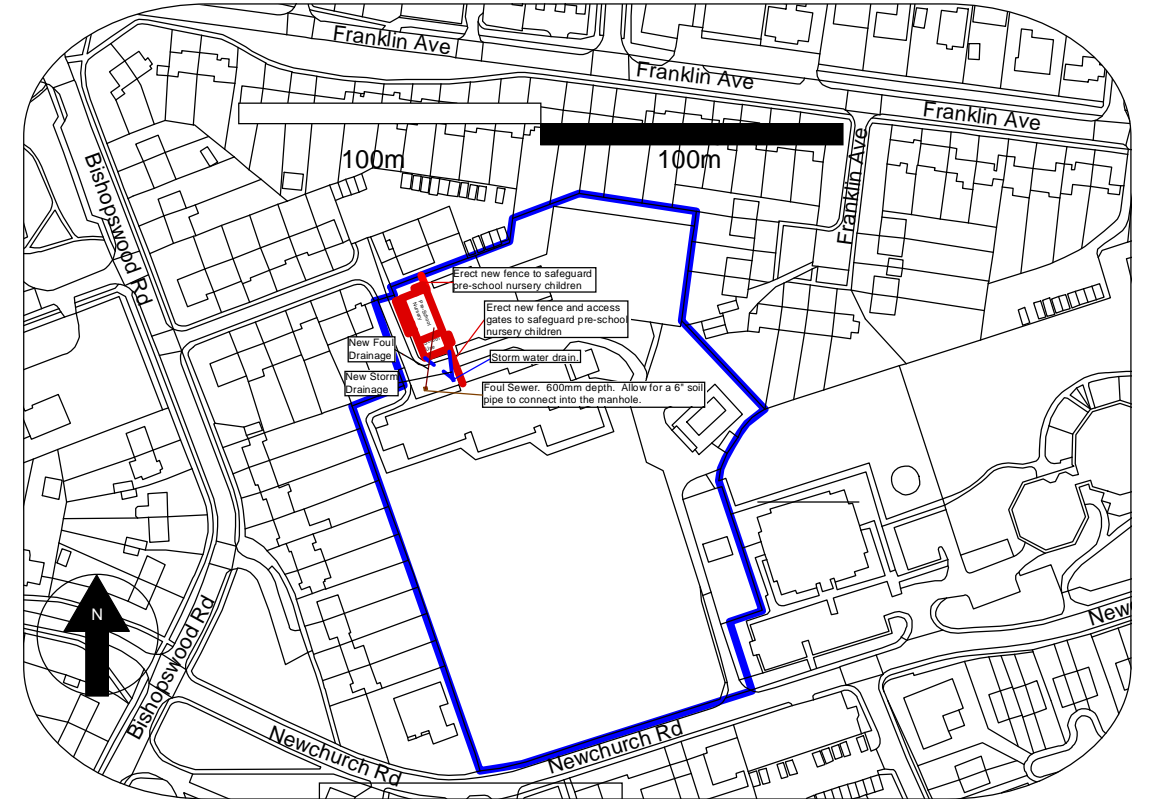 Franklin Ave
Franklin Ave
Franklin Ave
100m
100m
Franklin Ave
Bishopswood Rd
Erect new fence to safeguard
pre-school nursery children
Pre-School
Nursery
Erect new fence and access
gates to safeguard pre-school
nursery children
New Foul
Drainage
Storm water drain.
New Storm
Drainage
Foul Sewer. 600mm depth. Allow for a 6" soil
pipe to connect into the manhole.
N
Bishopswood Rd
New
Newchurch Rd
Newchurch Rd